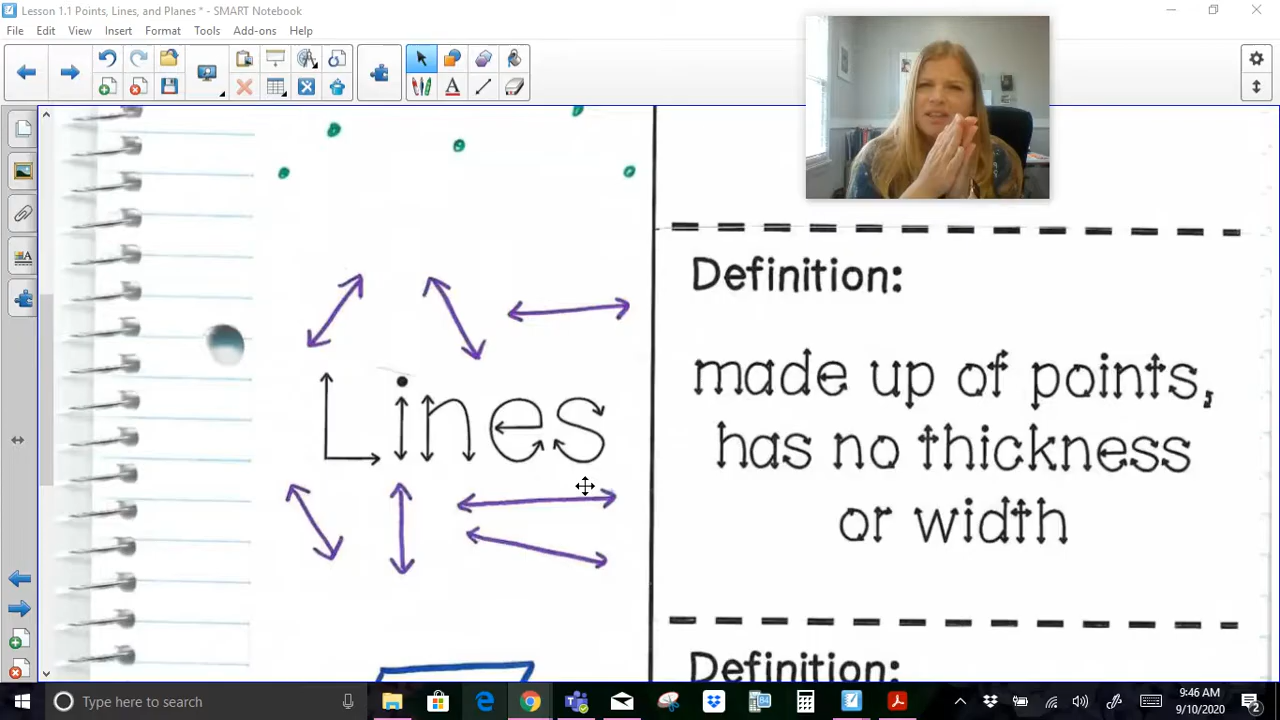 Lesson 1.1 Points, Lines, and Planes * - SMART Notebook
File Edit View Insert Format Tools Add-ons Help
Lines
Definition:
made up of points,
has no thickness
or width
Definition:
Type here to search
9:46 AM
9/10/2020